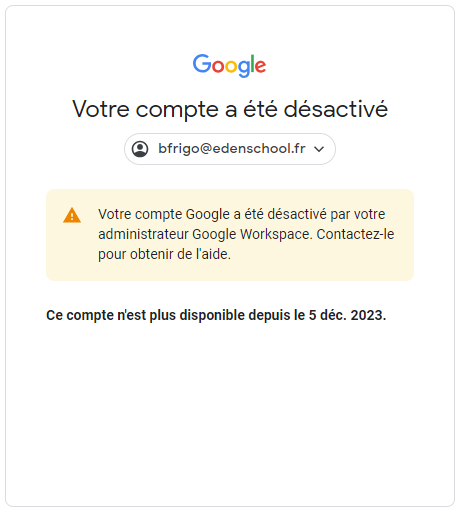 Google
Votre compte a été désactivé
bfrigo@edenschool.fr
Votre compte Google a été désactivé par votre
administrateur Google Workspace. Contactez-le
pour obtenir de l'aide.
Ce compte n'est plus disponible depuis le 5 déc. 2023.